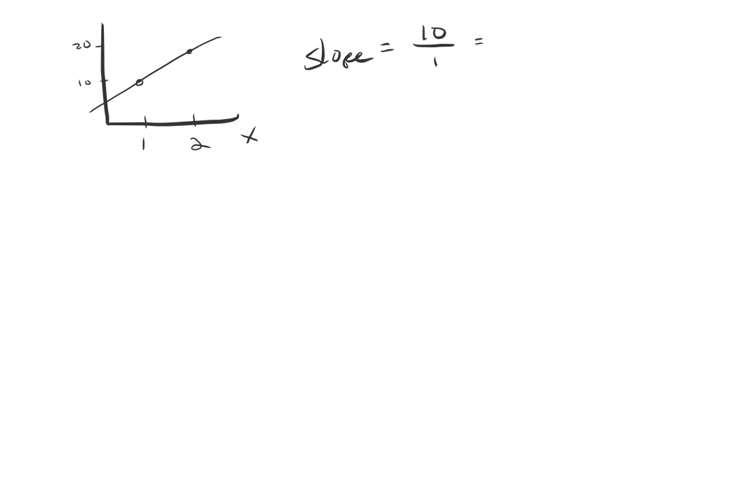 20
10
1 2 x
slope = 10/1 =